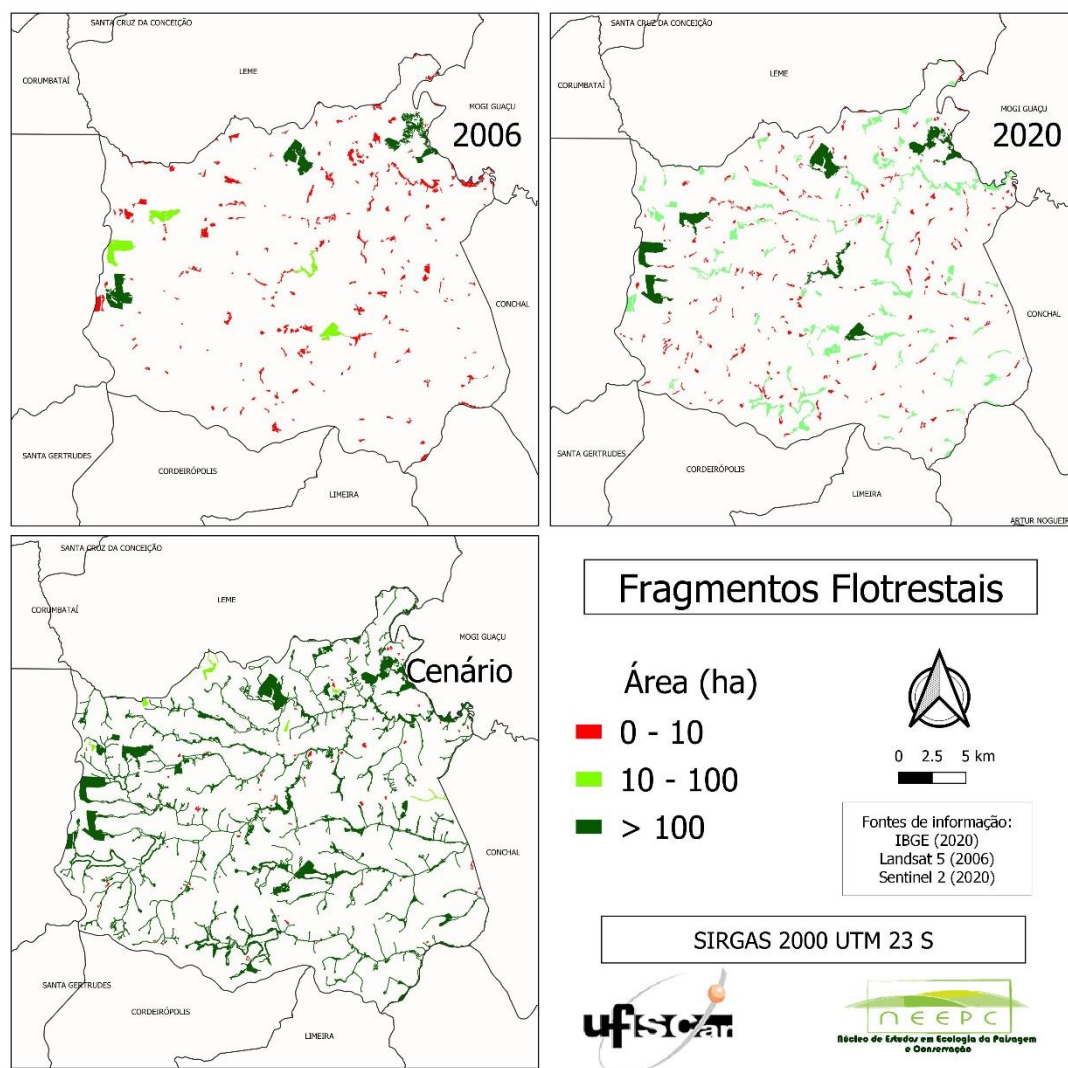 SANTA CRUZ DA CONCEIÇÃO
CORUMBATAÍ
LEME
MOGI GUAÇU
2006
CONCHAL
SANTA GERTRUDES
CORDEIRÓPOLIS
LIMEIRA
SANTA CRUZ DA CONCEIÇÃO
CORUMBATAÍ
LEME
MOGI GUAÇU
2020
CONCHAL
SANTA GERTRUDES
CORDEIRÓPOLIS
LIMEIRA
ARTUR NOGUEIR
SANTA CRUZ DA CONCEIÇÃO
CORUMBATAÍ
LEME
MOGI GUAÇU
Cenário
CONCHAL
SANTA GERTRUDES
CORDEIRÓPOLIS
LIMEIRA
Fragmentos Flotrestais
Área (ha)
0 - 10
10 - 100
> 100
0 2.5 5 km
Fontes de informação:
IBGE (2020)
Landsat 5 (2006)
Sentinel 2 (2020)
SIRGAS 2000 UTM 23 S
ufiscar
NEEPC
Núcleo de Estudos em Ecologia da Paisagem
e Conservação